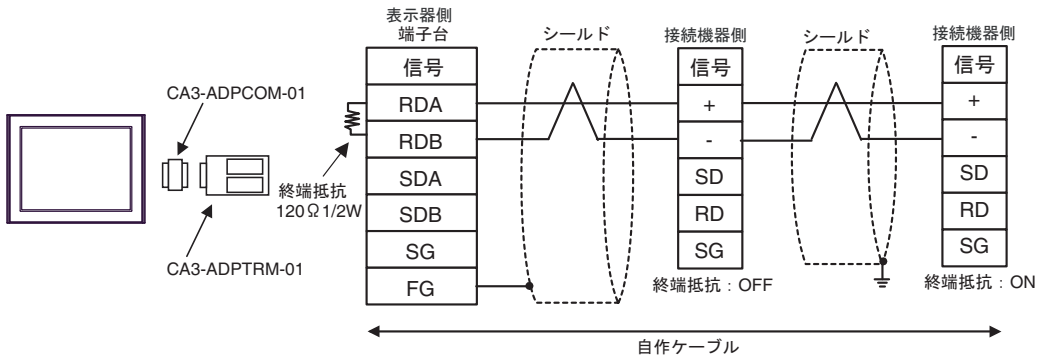 表示器側
端子台
信号
RDA
RDB
SDA
SDB
SG
FG
CA3-ADPCOM-01
CA3-ADPTRM-01
終端抵抗
120Ω1/2W
シールド
接続機器側
信号
+
-
SD
RD
SG
終端抵抗：OFF
シールド
接続機器側
信号
+
-
SD
RD
SG
終端抵抗：ON
自作ケーブル